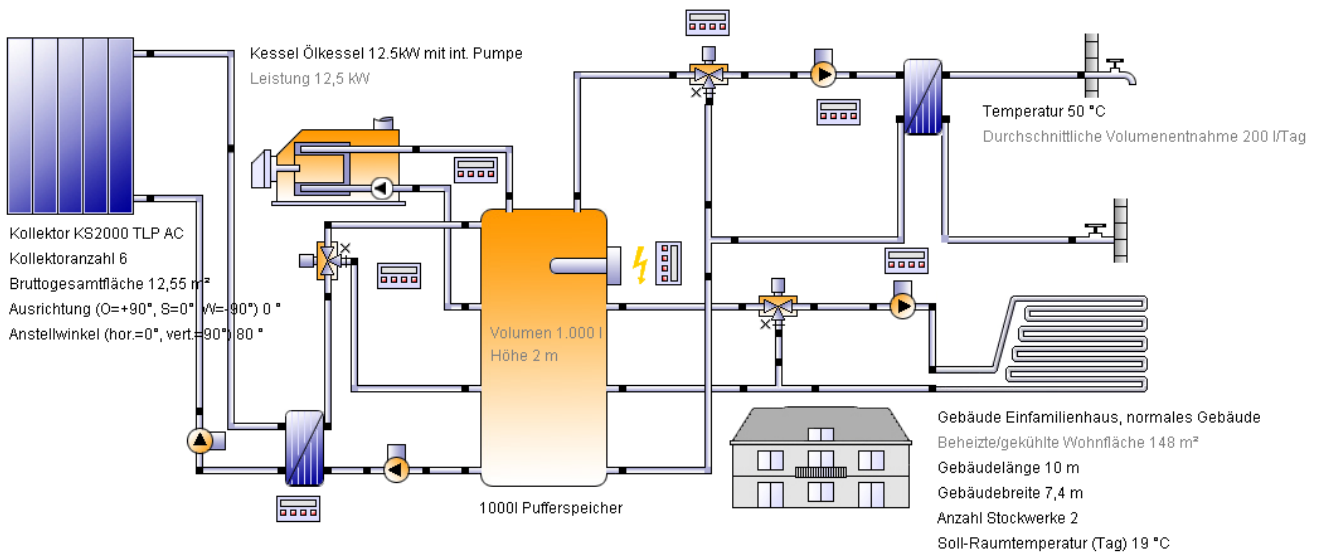 Kessel Ölkessel 12.5kW mit int. Pumpe
Leistung 12,5 kW
Temperatur 50 °C
Durchschnittliche Volumenentnahme 200 l/Tag
Kollektor KS2000 TLP AC
Kollektoranzahl 6
Bruttogesamtfläche 12,55 m²
Ausrichtung (O=+90°, S=0°, W=-90°) 0 °
Anstellwinkel (hor.=0°, vert.=90°) 80 °
Volumen 1.000 l
Höhe 2 m
1000l Pufferspeicher
Gebäude Einfamilienhaus, normales Gebäude
Beheizte/gekühlte Wohnfläche 148 m²
Gebäudelänge 10 m
Gebäudebreite 7,4 m
Anzahl Stockwerke 2
Soll-Raumtemperatur (Tag) 19 °C